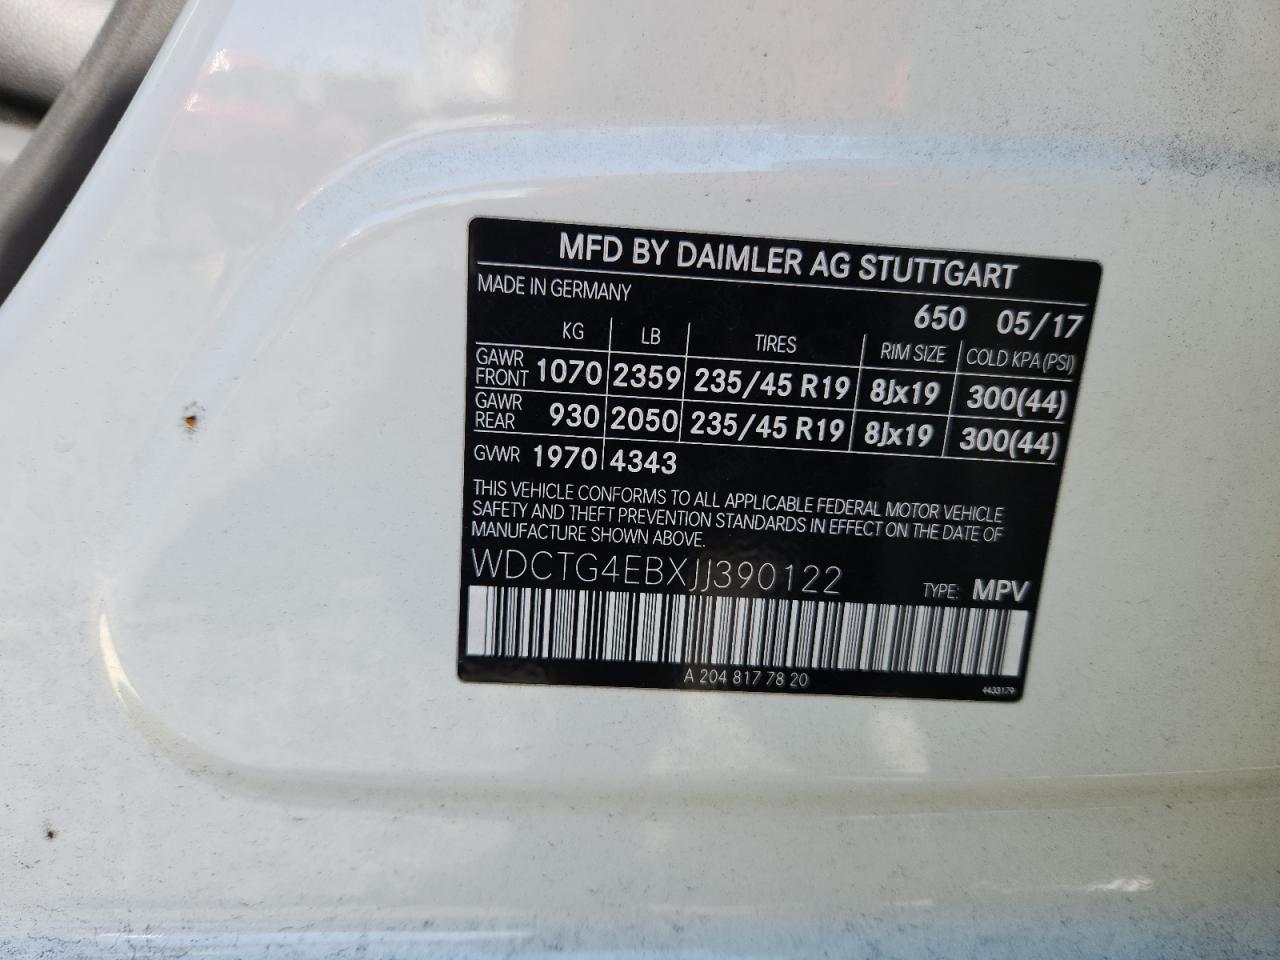 MFD BY DAIMLER AG STUTTGART
MADE IN GERMANY
650 05/17
KG LB TIRES RIM SIZE COLD KPA (PSI)
GAWR FRONT 1070 2359 235/45 R19 8Jx19 300(44)
GAWR REAR 930 2050 235/45 R19 8Jx19 300(44)
GVWR 1970 4343
THIS VEHICLE CONFORMS TO ALL APPLICABLE FEDERAL MOTOR VEHICLE
SAFETY AND THEFT PREVENTION STANDARDS IN EFFECT ON THE DATE OF
MANUFACTURE SHOWN ABOVE.
WDCTG4EBXJJ390122 TYPE: MPV
A 204 817 78 20
4433179